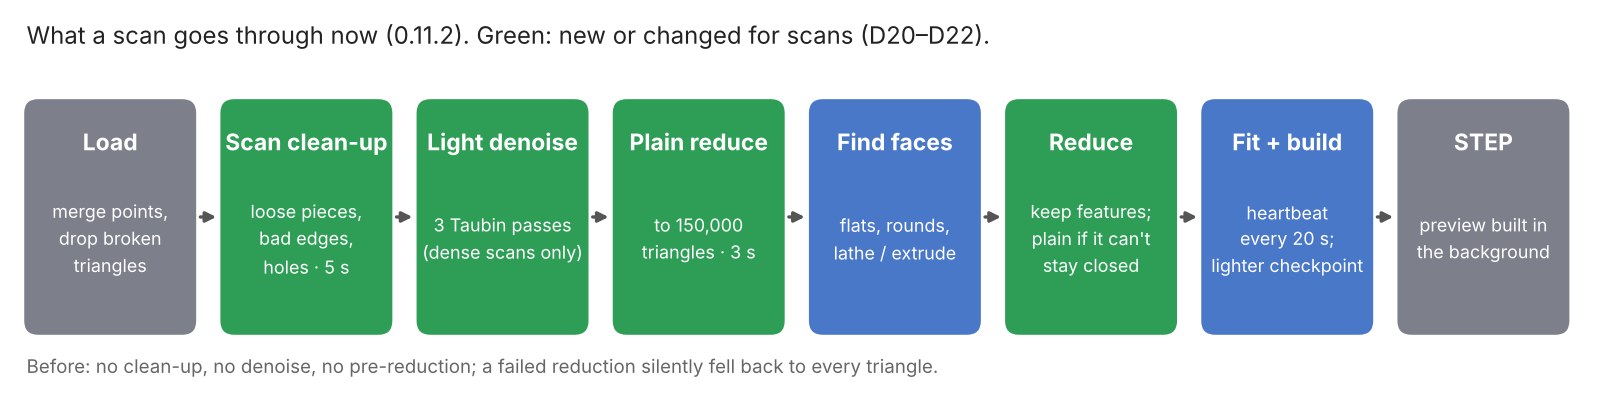 What a scan goes through now (0.11.2). Green: new or changed for scans (D20–D22).
Load
merge points,
drop broken
triangles
Scan clean-up
loose pieces,
bad edges,
holes · 5 s
Light denoise
3 Taubin passes
(dense scans only)
Plain reduce
to 150,000
triangles · 3 s
Find faces
flats, rounds,
lathe / extrude
Reduce
keep features;
plain if it can't
stay closed
Fit + build
heartbeat
every 20 s;
lighter checkpoint
STEP
preview built in
the background
Before: no clean-up, no denoise, no pre-reduction; a failed reduction silently fell back to every triangle.